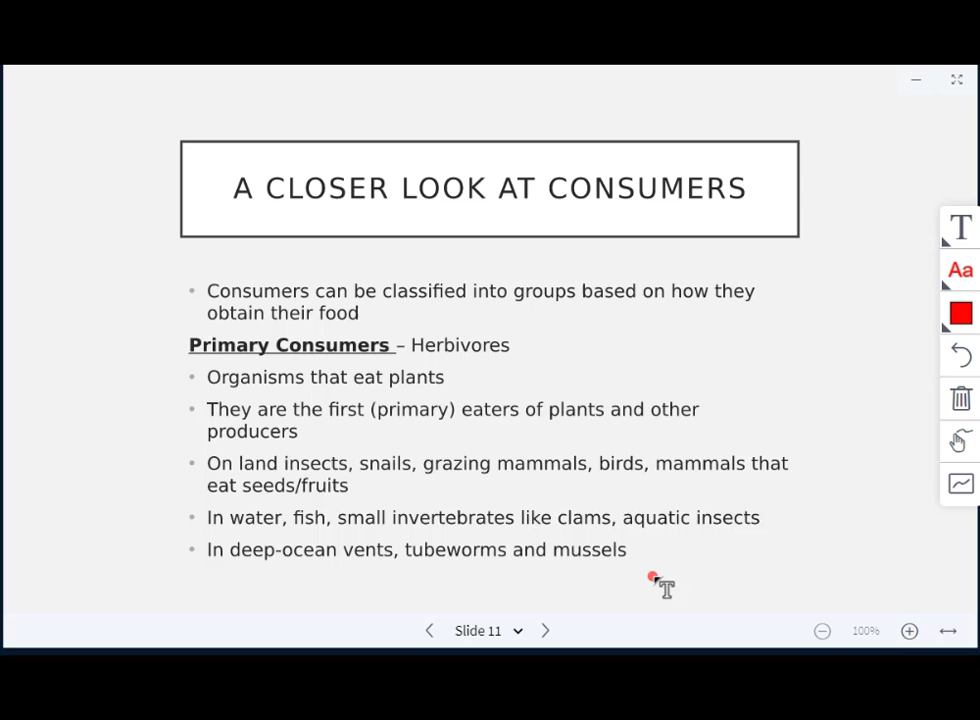 A CLOSER LOOK AT CONSUMERS
• Consumers can be classified into groups based on how they
obtain their food
Primary Consumers – Herbivores
• Organisms that eat plants
• They are the first (primary) eaters of plants and other
producers
• On land insects, snails, grazing mammals, birds, mammals that
eat seeds/fruits
• In water, fish, small invertebrates like clams, aquatic insects
• In deep-ocean vents, tubeworms and mussels
T
Aa
T
Slide 11
100%